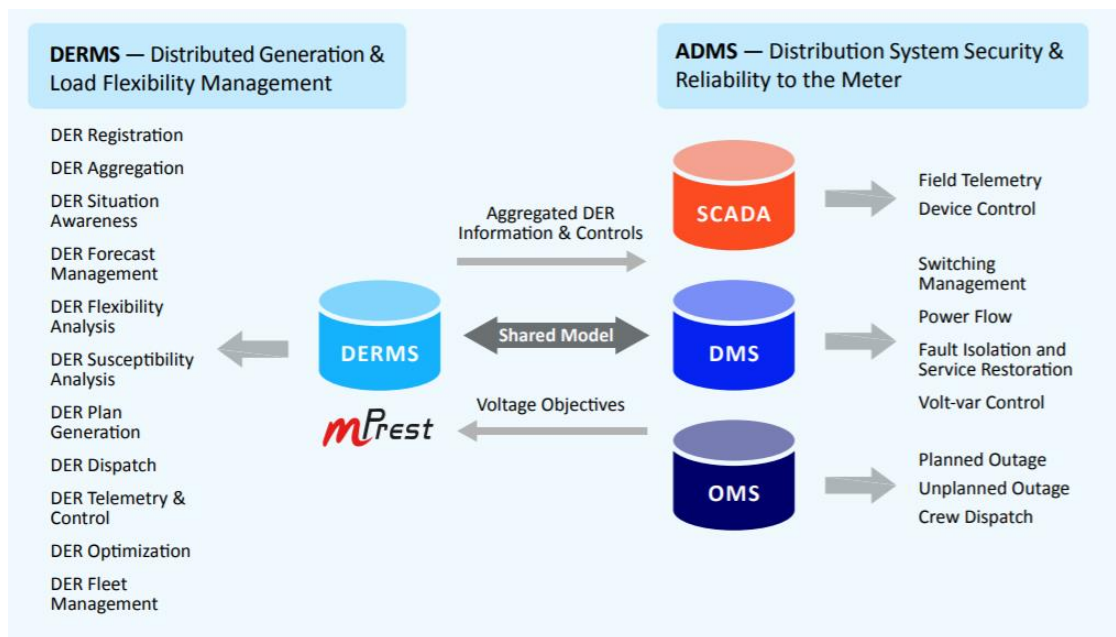 DERMS — Distributed Generation &
Load Flexibility Management
DER Registration
DER Aggregation
DER Situation
Awareness
DER Forecast
Management
DER Flexibility
Analysis
DER Susceptibility
Analysis
DER Plan
Generation
DER Dispatch
DER Telemetry &
Control
DER Optimization
DER Fleet
Management
DERMS
mPrest
Aggregated DER
Information & Controls
Shared Model
Voltage Objectives
ADMS — Distribution System Security &
Reliability to the Meter
SCADA
Field Telemetry
Device Control
DMS
Switching
Management
Power Flow
Fault Isolation and
Service Restoration
Volt-var Control
OMS
Planned Outage
Unplanned Outage
Crew Dispatch